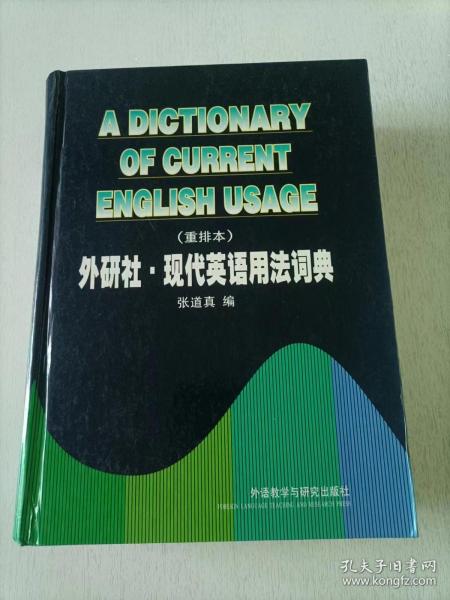 A DICTIONARY
OF CURRENT
ENGLISH USAGE
(重排本)
外研社·现代英语用法词典
张道真 编
外语教学与研究出版社
FOREIGN LANGUAGE TEACHING AND RESEARCH PRESS
孔夫子旧书网
www.kongfz.com